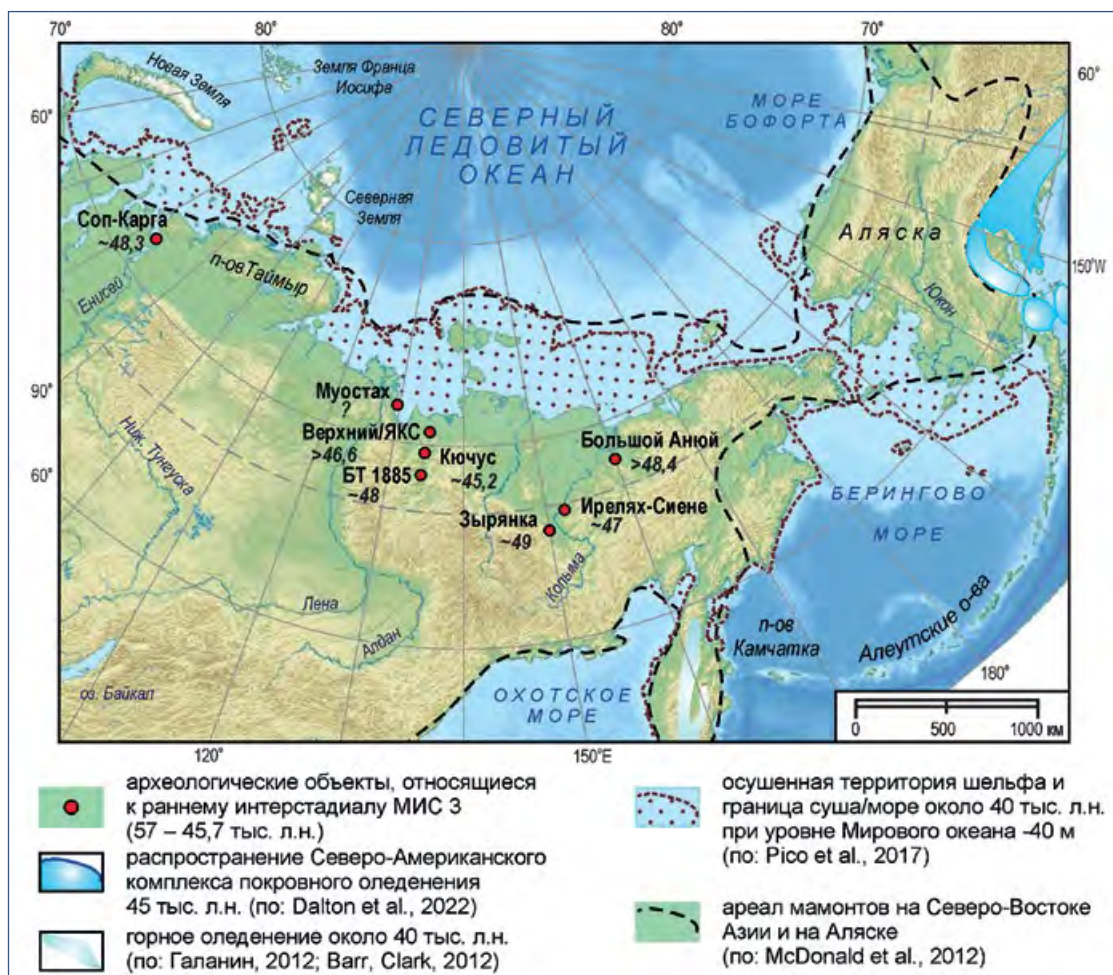 70°
80°
80°
70°
60°
60°
Новая Земля
Земля Франца
Иосифа
СЕВЕРНЫЙ
ЛЕДОВИТЫЙ
ОКЕАН
МОРЕ
БОФОРТА
Северная
Земля
Соп-Карга
~48,3
п-ов Таймыр
Енисей
Аляска
Юкон
150°W
90°
Муостах
?
Верхний/ЯКС
>46,6
Кючус
~45,2
БТ 1885
~48
Большой Анюй
>48,4
Ирелях-Сиене
~47
Зырянка
~49
Колыма
60°
Ниж. Тунгуска
Лена
Алдан
оз. Байкал
БЕРИНГОВО
МОРЕ
п-ов
Камчатка
Алеутские о-ва
180°
ОХОТСКОЕ
МОРЕ
0 500 1000 км
120°
150°E
археологические объекты, относящиеся
к раннему интерстадиалу МИС 3
(57 – 45,7 тыс. л.н.)
распространение Северо-Американского
комплекса покровного оледенения
45 тыс. л.н. (по: Dalton et al., 2022)
горное оледенение около 40 тыс. л.н.
(по: Галанин, 2012; Barr, Clark, 2012)
осушенная территория шельфа и
граница суша/море около 40 тыс. л.н.
при уровне Мирового океана -40 м
(по: Pico et al., 2017)
ареал мамонтов на Северо-Востоке
Азии и на Аляске
(по: McDonald et al., 2012)